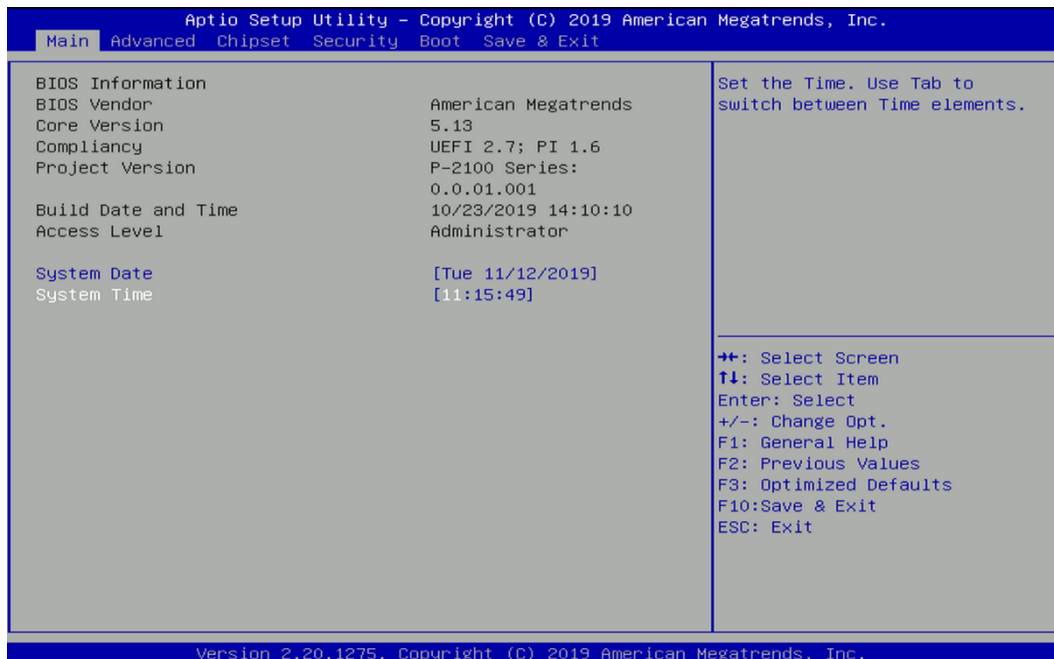 Aptio Setup Utility – Copyright (C) 2019 American Megatrends, Inc.
Main Advanced Chipset Security Boot Save & Exit
BIOS Information
BIOS Vendor American Megatrends
Core Version 5.13
Compliancy UEFI 2.7; PI 1.6
Project Version P-2100 Series:
0.0.01.001
Build Date and Time 10/23/2019 14:10:10
Access Level Administrator
System Date [Tue 11/12/2019]
System Time [11:15:49]
Set the Time. Use Tab to
switch between Time elements.
→←: Select Screen
↑↓: Select Item
Enter: Select
+/-: Change Opt.
F1: General Help
F2: Previous Values
F3: Optimized Defaults
F10:Save & Exit
ESC: Exit
Version 2.20.1275. Copyright (C) 2019 American Megatrends, Inc.